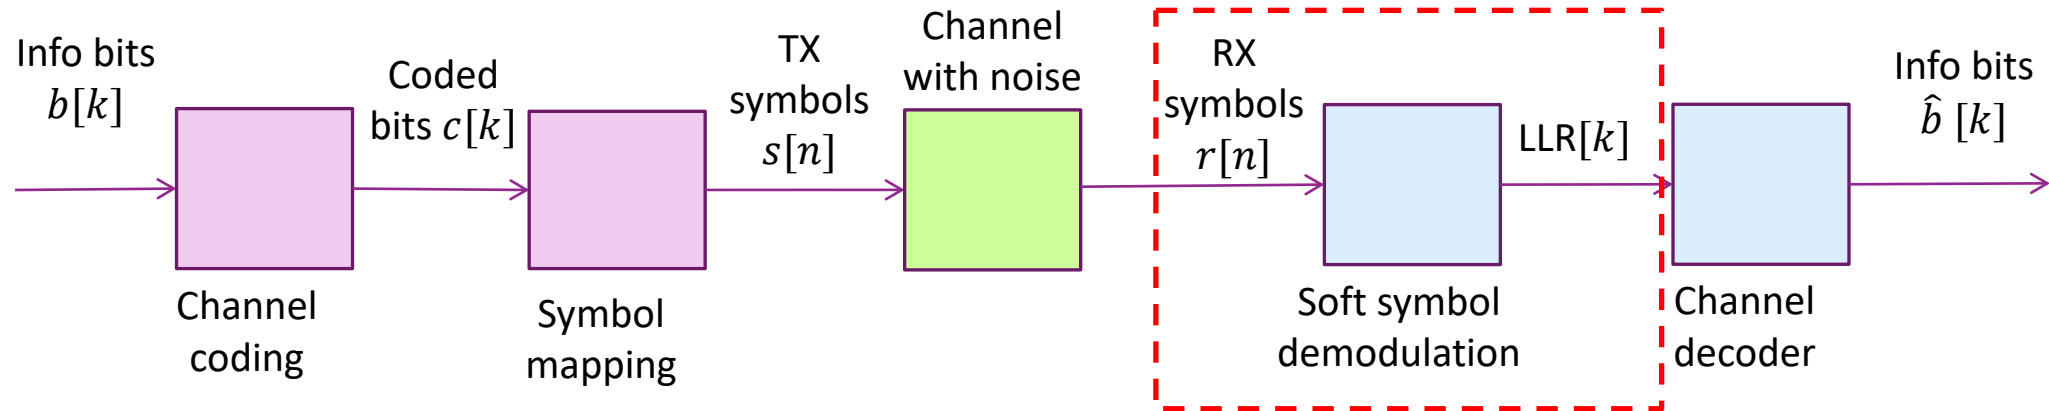 Info bits
b[k]
Channel
coding
Coded
bits c[k]
Symbol
mapping
TX
symbols
s[n]
Channel
with noise
RX
symbols
r[n]
Soft symbol
demodulation
LLR[k]
Channel
decoder
Info bits
b̂ [k]